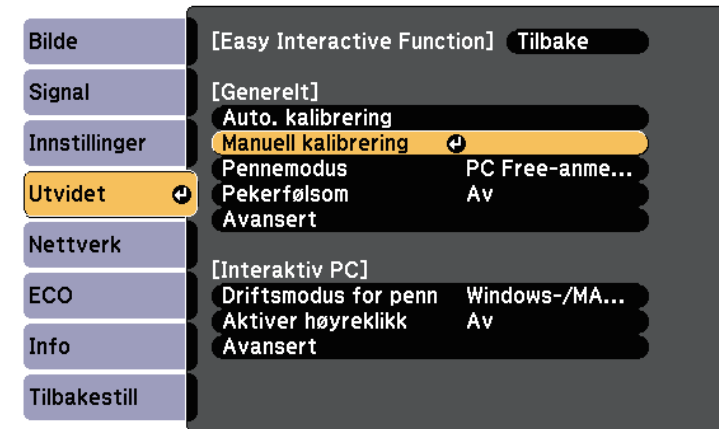 Bilde
Signal
Innstillinger
Utvidet
Nettverk
ECO
Info
Tilbakestill
[Easy Interactive Function] Tilbake
[Generelt]
Auto. kalibrering
Manuell kalibrering
Pennemodus PC Free-anme...
Pekerfølsom Av
Avansert
[Interaktiv PC]
Driftsmodus for penn Windows-/MA...
Aktiver høyreklikk Av
Avansert